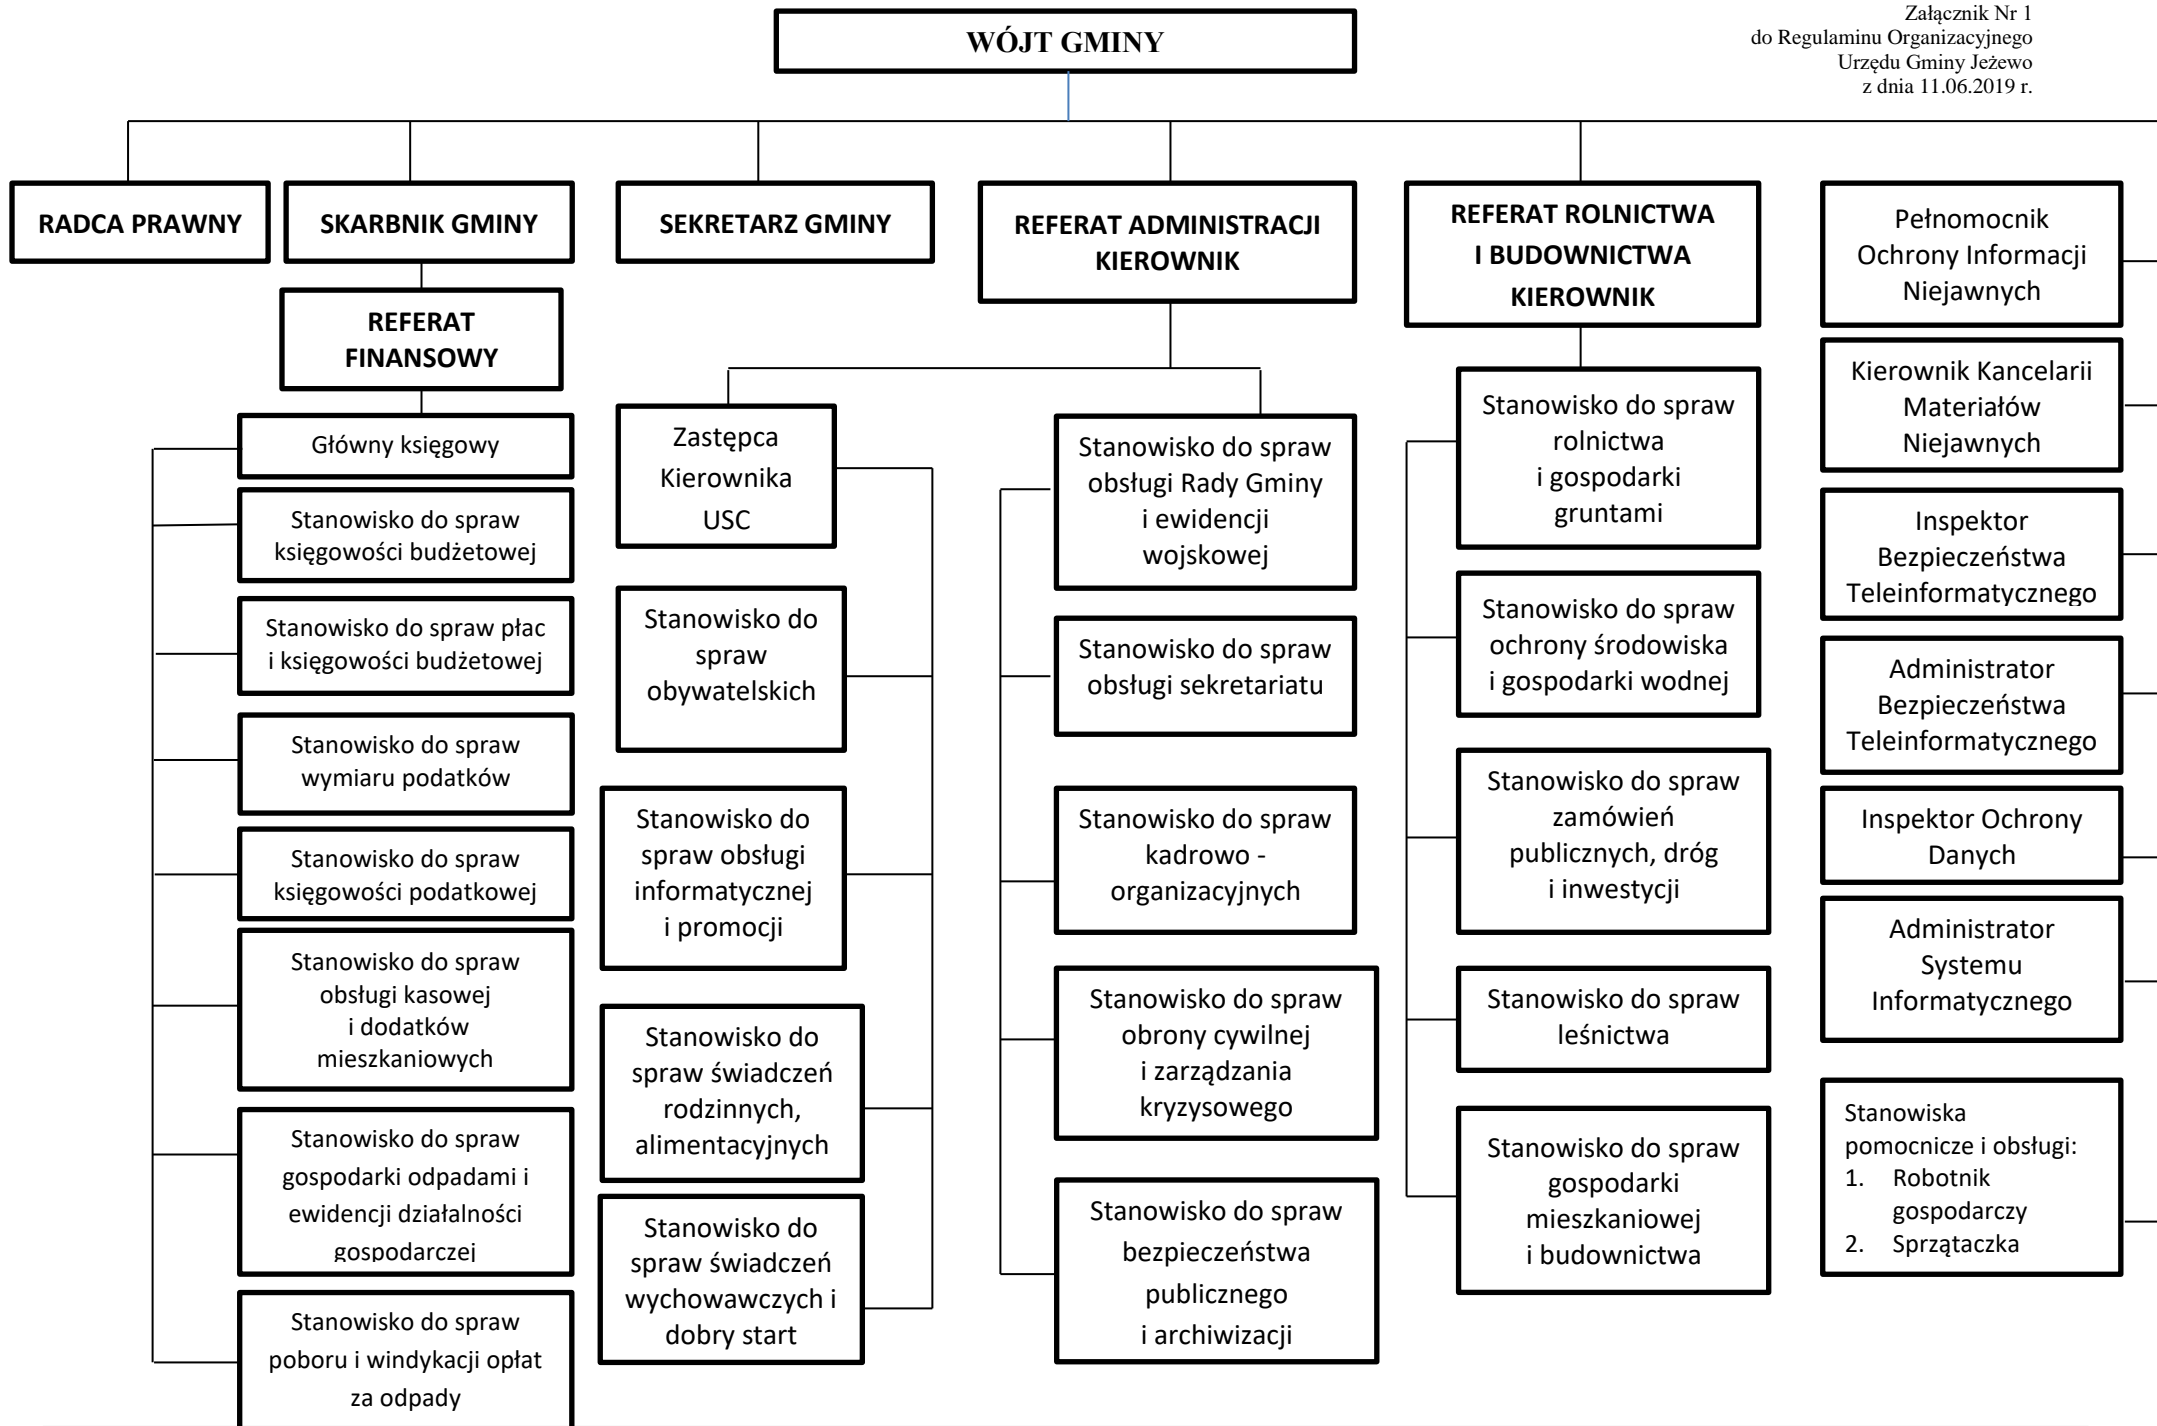 Załącznik Nr 1
do Regulaminu Organizacyjnego
Urzędu Gminy Jeżewo
z dnia 11.06.2019 r.
WÓJT GMINY
RADCA PRAWNY
SKARBNIK GMINY
REFERAT
FINANSOWY
Główny księgowy
Stanowisko do spraw
księgowości budżetowej
Stanowisko do spraw płac
i księgowości budżetowej
Stanowisko do spraw
wymiaru podatków
Stanowisko do spraw
księgowości podatkowej
Stanowisko do spraw
obsługi kasowej
i dodatków
mieszkaniowych
Stanowisko do spraw
gospodarki odpadami i
ewidencji działalności
gospodarczej
Stanowisko do spraw
poboru i windykacji opłat
za odpady
SEKRETARZ GMINY
REFERAT ADMINISTRACJI
KIEROWNIK
Zastępca
Kierownika
USC
Stanowisko do
spraw
obywatelskich
Stanowisko do
spraw obsługi
informatycznej
i promocji
Stanowisko do
spraw świadczeń
rodzinnych,
alimentacyjnych
Stanowisko do
spraw świadczeń
wychowawczych i
dobry start
Stanowisko do spraw
obsługi Rady Gminy
i ewidencji
wojskowej
Stanowisko do spraw
obsługi sekretariatu
Stanowisko do spraw
kadrowo -
organizacyjnych
Stanowisko do spraw
obrony cywilnej
i zarządzania
kryzysowego
Stanowisko do spraw
bezpieczeństwa
publicznego
i archiwizacji
REFERAT ROLNICTWA
I BUDOWNICTWA
KIEROWNIK
Stanowisko do spraw
rolnictwa
i gospodarki
gruntami
Stanowisko do spraw
ochrony środowiska
i gospodarki wodnej
Stanowisko do spraw
zamówień
publicznych, dróg
i inwestycji
Stanowisko do spraw
leśnictwa
Stanowisko do spraw
gospodarki
mieszkaniowej
i budownictwa
Pełnomocnik
Ochrony Informacji
Niejawnych
Kierownik Kancelarii
Materiałów
Niejawnych
Inspektor
Bezpieczeństwa
Teleinformatycznego
Administrator
Bezpieczeństwa
Teleinformatycznego
Inspektor Ochrony
Danych
Administrator
Systemu
Informatycznego
Stanowiska
pomocnicze i obsługi:
1. Robotnik
gospodarczy
2. Sprzątaczka